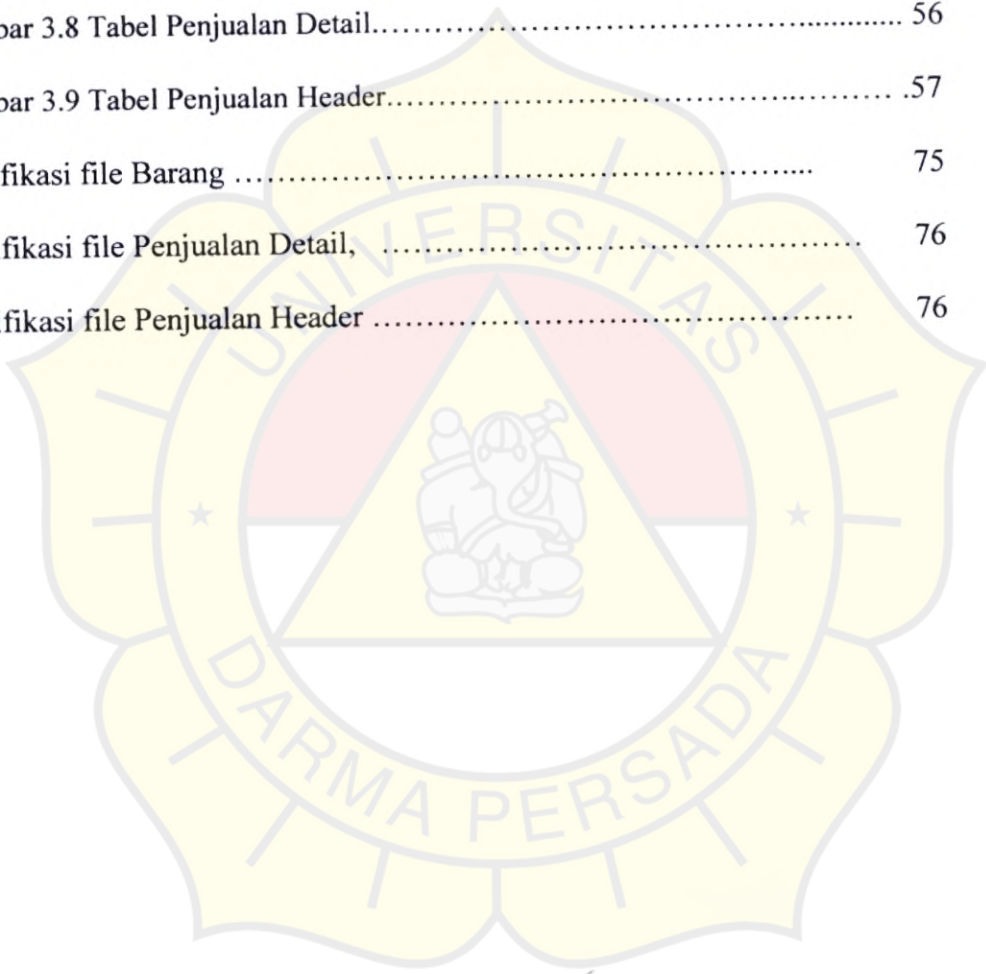 bar 3.8 Tabel Penjualan Detail................................................................ 56
bar 3.9 Tabel Penjualan Header............................................................ .57
fikasi file Barang ................................................................ 75
fikasi file Penjualan Detail, ...................................................... 76
fikasi file Penjualan Header ...................................................... 76
UNIVERSITAS
DARMA PERSADA